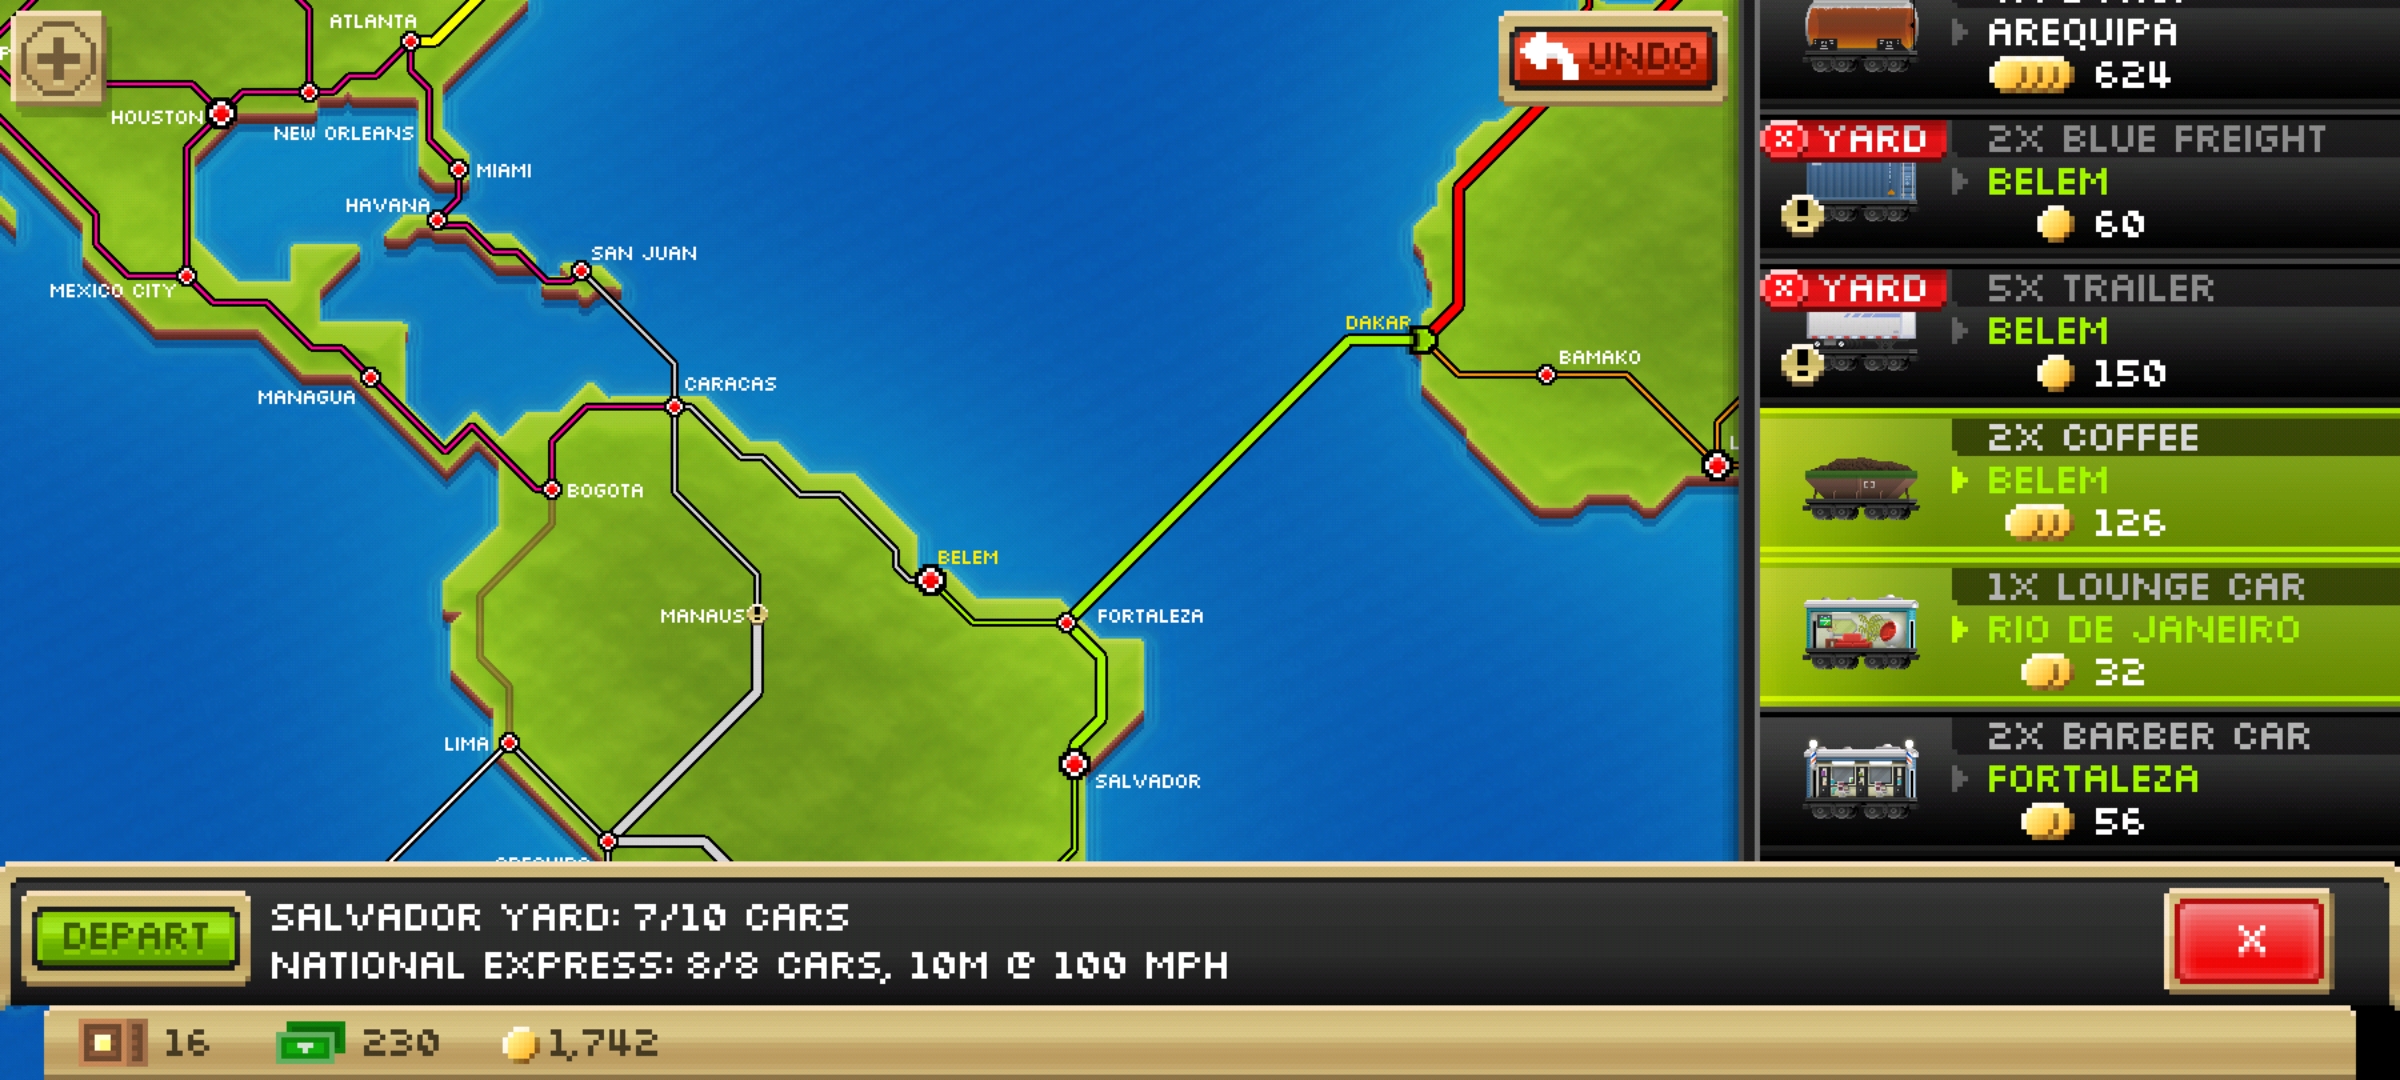 ATLANTA
HOUSTON
NEW ORLEANS
MIAMI
HAVANA
SAN JUAN
MEXICO CITY
MANAGUA
CARACAS
BOGOTA
BELEM
MANAUS
FORTALEZA
LIMA
SALVADOR
DAKAR
BAMAKO
UNDO
AREQUIPA
624
YARD
2X BLUE FREIGHT
BELEM
60
YARD
5X TRAILER
BELEM
150
2X COFFEE
BELEM
126
1X LOUNGE CAR
RIO DE JANEIRO
32
2X BARBER CAR
FORTALEZA
56
DEPART
SALVADOR YARD: 7/10 CARS
NATIONAL EXPRESS: 8/8 CARS, 10M @ 100 MPH
X
16
230
1,742